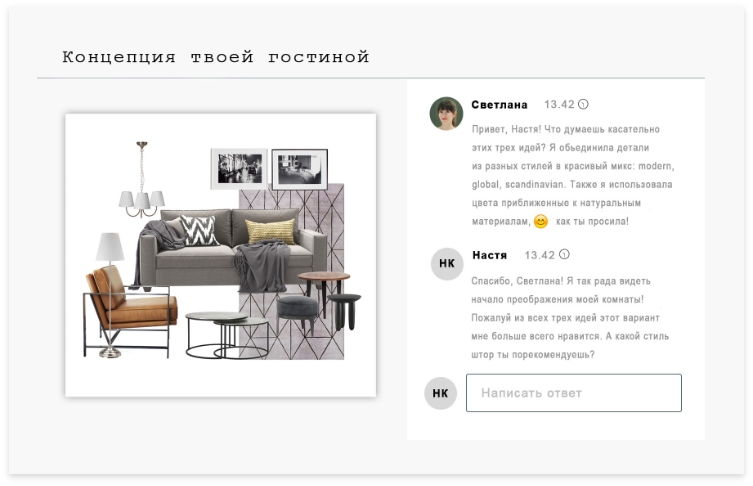 Концепция твоей гостиной
Светлана 13.42
Привет, Настя! Что думаешь касательно
этих трех идей? Я обьединила детали
из разных стилей в красивый микс: modern,
global, scandinavian. Также я использовала
цвета приближенные к натуральным
материалам, 😊 как ты просила!
НК Настя 13.42
Спасибо, Светлана! Я так рада видеть
начало преображения моей комнаты!
Пожалуй из всех трех идей этот вариант
мне больше всего нравится. А какой стиль
штор ты порекомендуешь?
НК Написать ответ